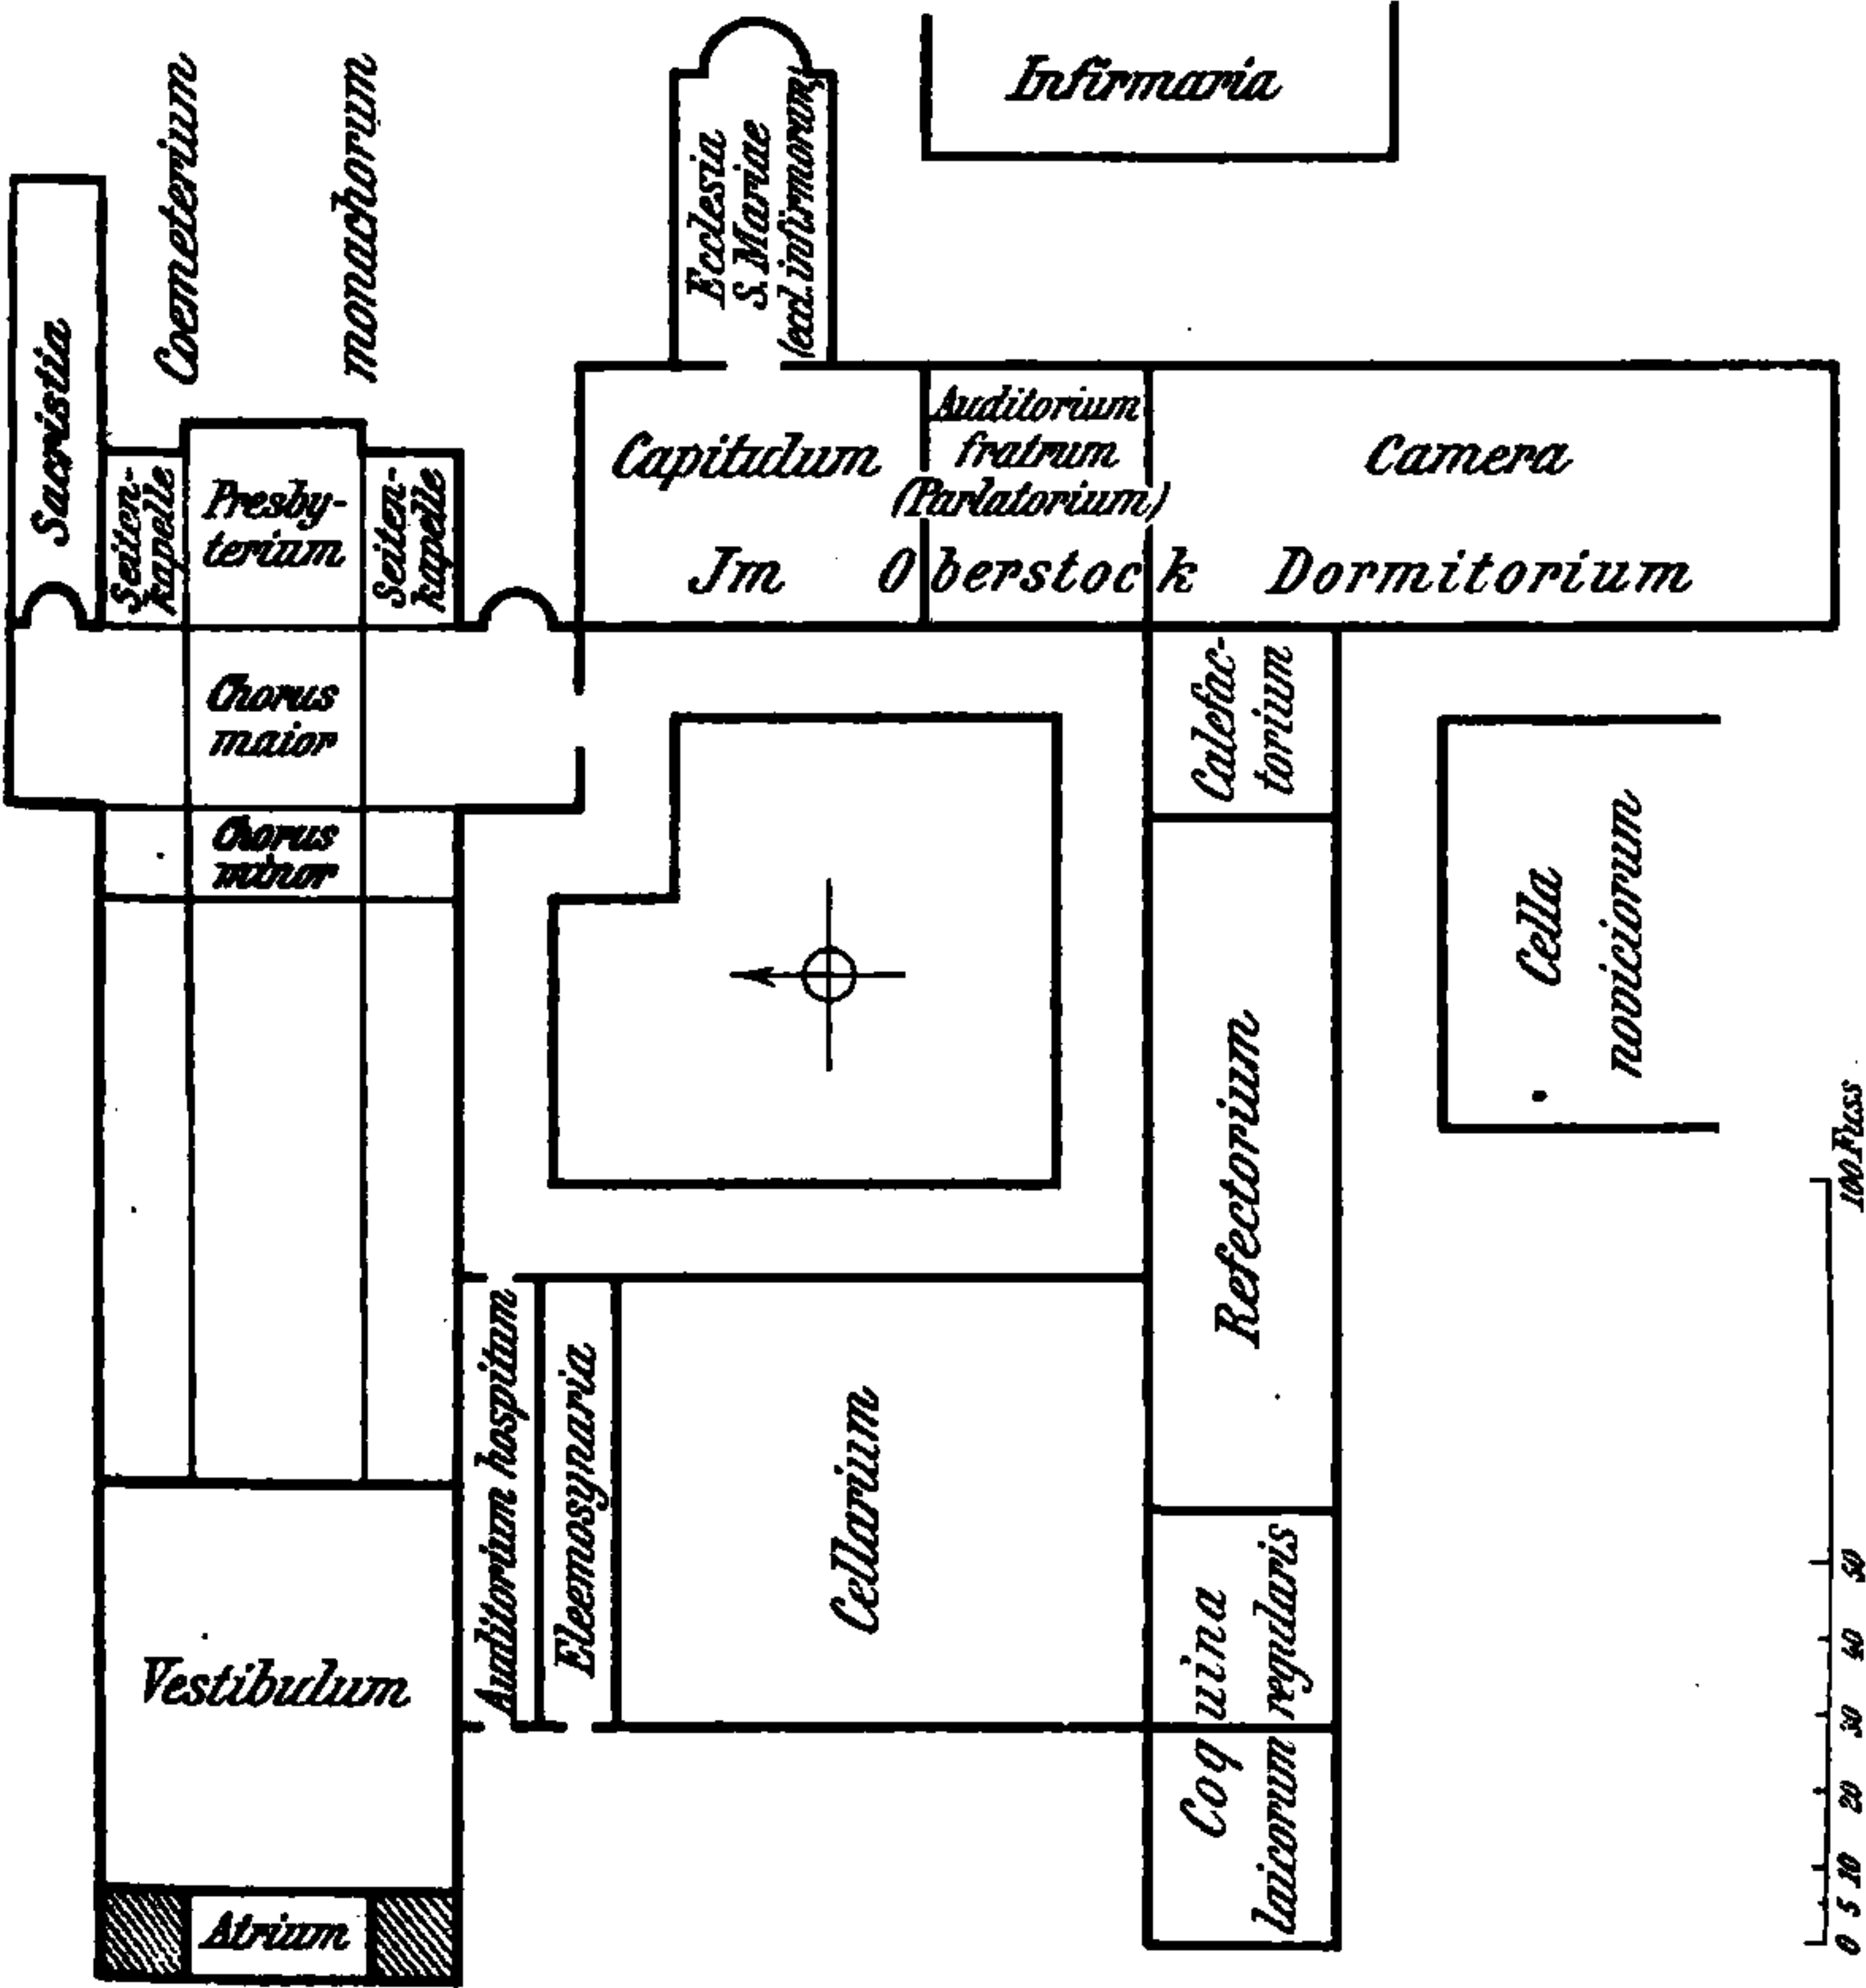 Infirmaria
Coemeterium
monachorum
Ecclesia
S. Mariae
(eccl. infirmorum)
Sacristia
Seiten-
kapelle
Presby-
terium
Seiten-
kapelle
Capitulum
Auditorium
fratrum
(Parlatorium)
Camera
Jm Oberstock Dormitorium
Chorus
maior
Chorus
minor
Calefac-
torium
Cella
noviciorum
Refectorium
Auditorium hospitum
Eleemosynaria
Cellarium
Vestibulum
Coquina
regularis
laicorum
Atrium
0 5 10 20 30 40 50 100 Fuss